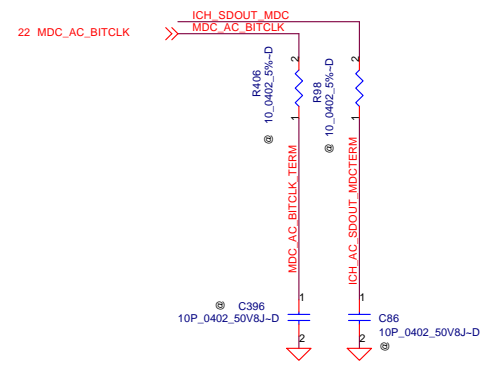 ICH_SDOUT_MDC
22 MDC_AC_BITCLK
MDC_AC_BITCLK
2
2
R406
10_0402_5%~D
R98
10_0402_5%~D
1
1
@
@
MDC_AC_BITCLK_TERM
ICH_AC_SDOUT_MDCTERM
@ C396
10P_0402_50V8J~D
1
1
2
2
C86
10P_0402_50V8J~D
@